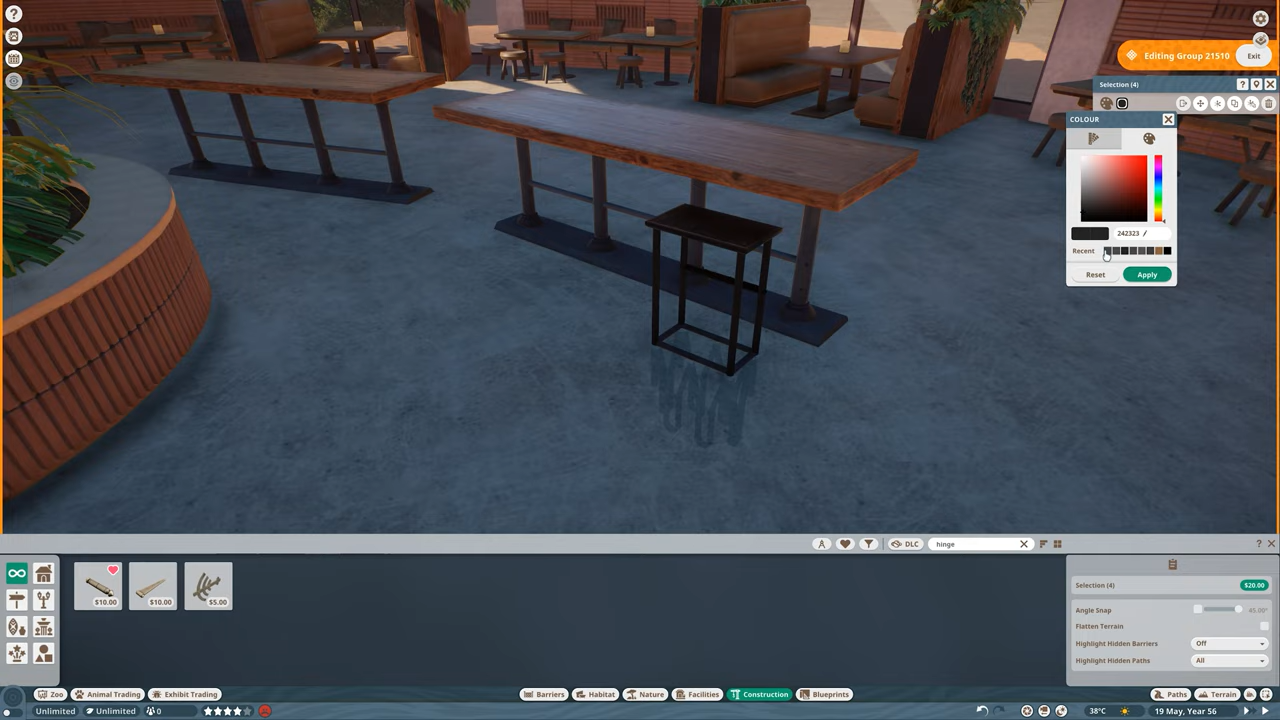 ?
Editing Group 21510
Exit
Selection (4)
?
COLOUR
242323
Recent
Reset
Apply
DLC
hinge
?
$10.00
$10.00
$5.00
Selection (4)
$20.00
Angle Snap
45.00°
Flatten Terrain
Highlight Hidden Barriers
Off
Highlight Hidden Paths
All
Zoo
Animal Trading
Exhibit Trading
Barriers
Habitat
Nature
Facilities
Construction
Blueprints
Paths
Terrain
Unlimited
Unlimited
0
38°C
19 May, Year 56